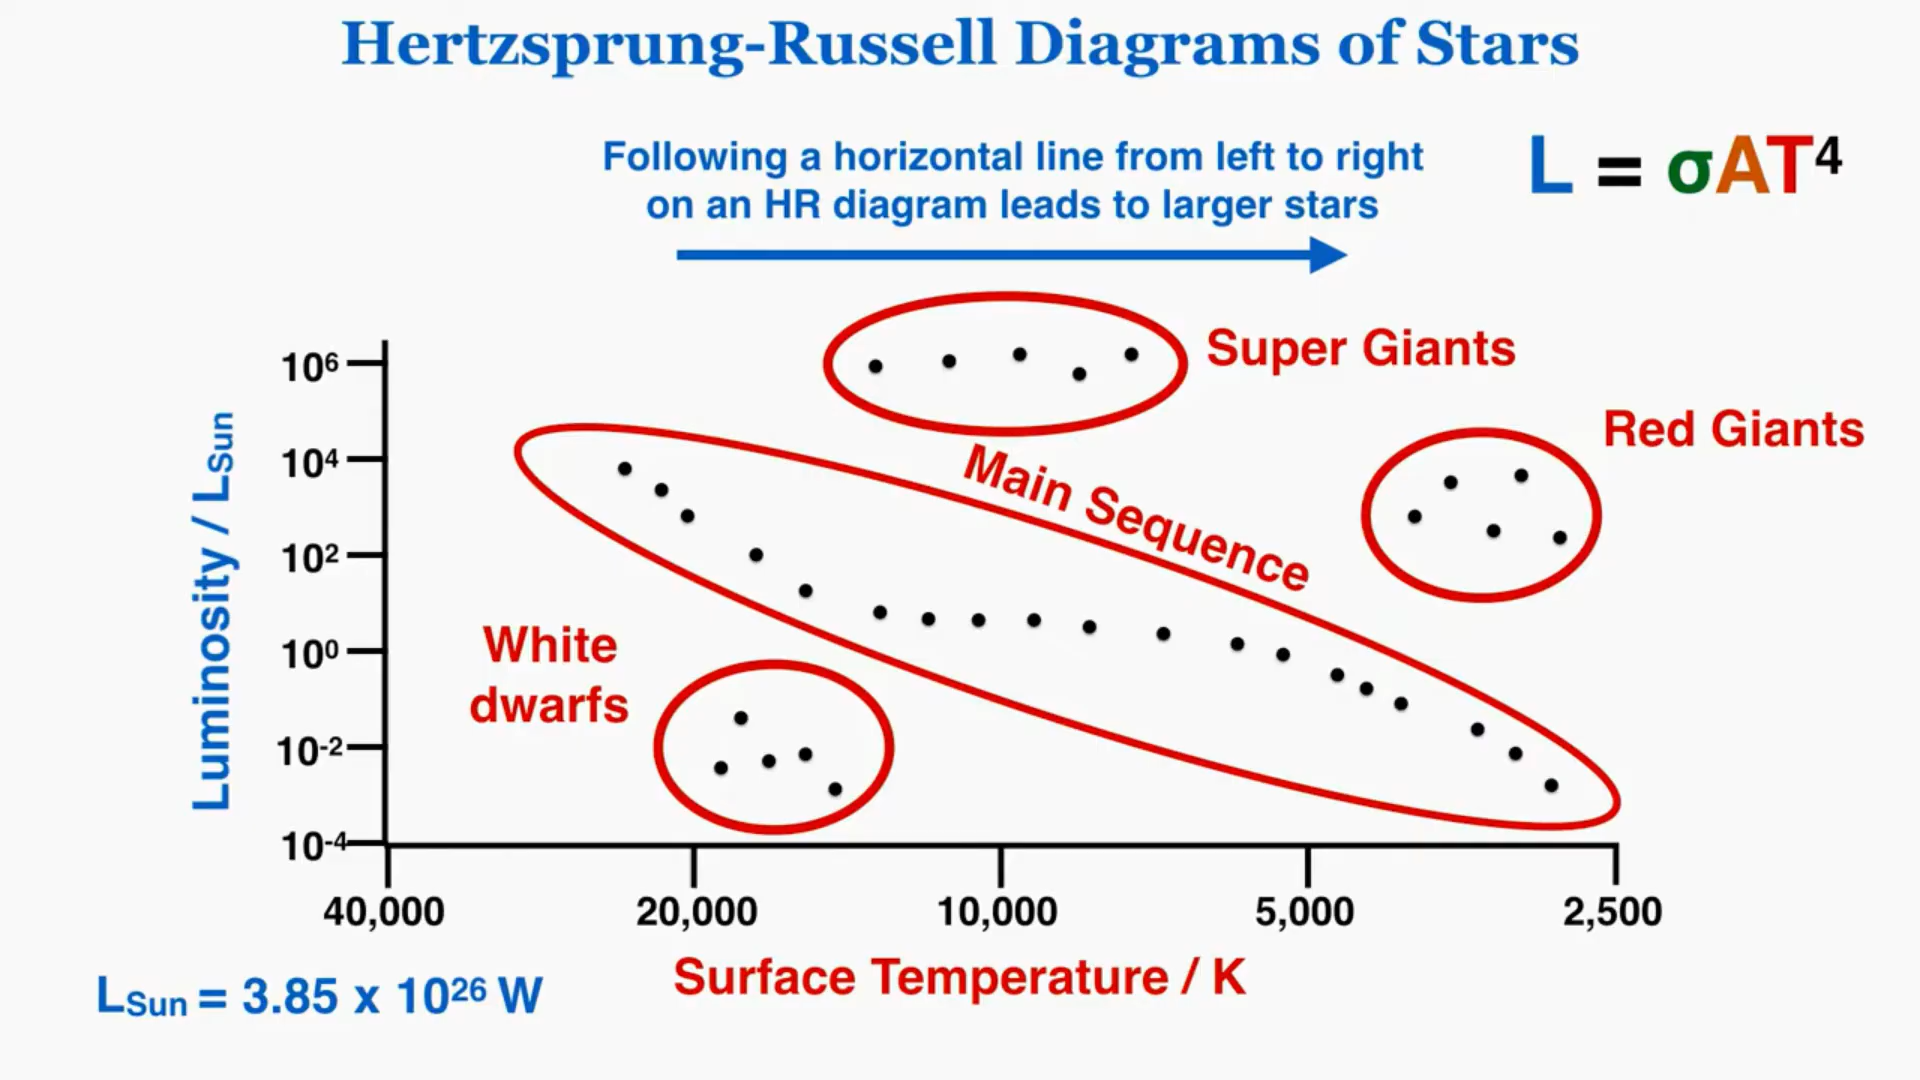 Hertzsprung-Russell Diagrams of Stars
Following a horizontal line from left to right
on an HR diagram leads to larger stars
L = σAT⁴
Super Giants
Red Giants
Main Sequence
White
dwarfs
Luminosity / LSun
10⁶
10⁴
10²
10⁰
10⁻²
10⁻⁴
40,000
20,000
10,000
5,000
2,500
Surface Temperature / K
LSun = 3.85 x 10²⁶ W